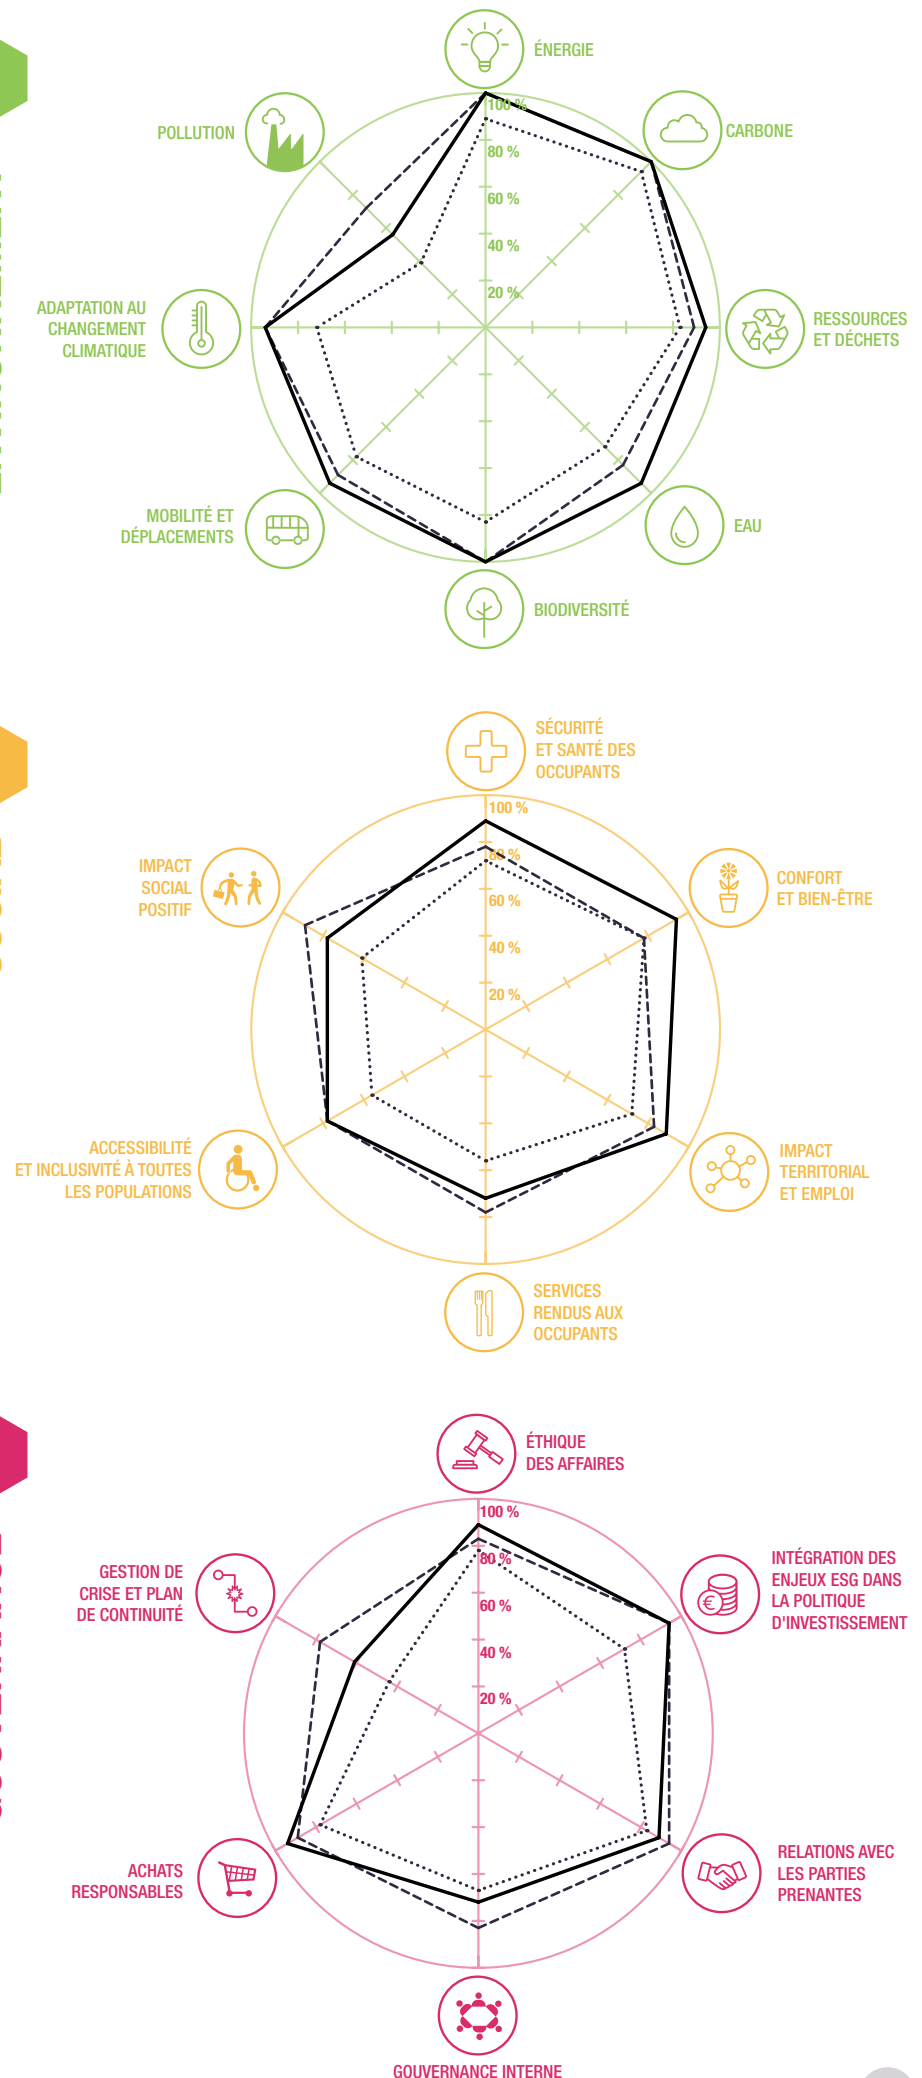 ÉNERGIE
100 %
80 %
60 %
40 %
20 %
POLLUTION
CARBONE
ADAPTATION AU
CHANGEMENT
CLIMATIQUE
RESSOURCES
ET DÉCHETS
MOBILITÉ ET
DÉPLACEMENTS
EAU
BIODIVERSITÉ
SÉCURITÉ
ET SANTÉ DES
OCCUPANTS
100 %
80 %
60 %
40 %
20 %
IMPACT
SOCIAL
POSITIF
CONFORT
ET BIEN-ÊTRE
ACCESSIBILITÉ
ET INCLUSIVITÉ À TOUTES
LES POPULATIONS
IMPACT
TERRITORIAL
ET EMPLOI
SERVICES
RENDUS AUX
OCCUPANTS
ÉTHIQUE
DES AFFAIRES
100 %
80 %
60 %
40 %
20 %
GESTION DE
CRISE ET PLAN
DE CONTINUITÉ
INTÉGRATION DES
ENJEUX ESG DANS
LA POLITIQUE
D'INVESTISSEMENT
ACHATS
RESPONSABLES
RELATIONS AVEC
LES PARTIES
PRENANTES
GOUVERNANCE INTERNE